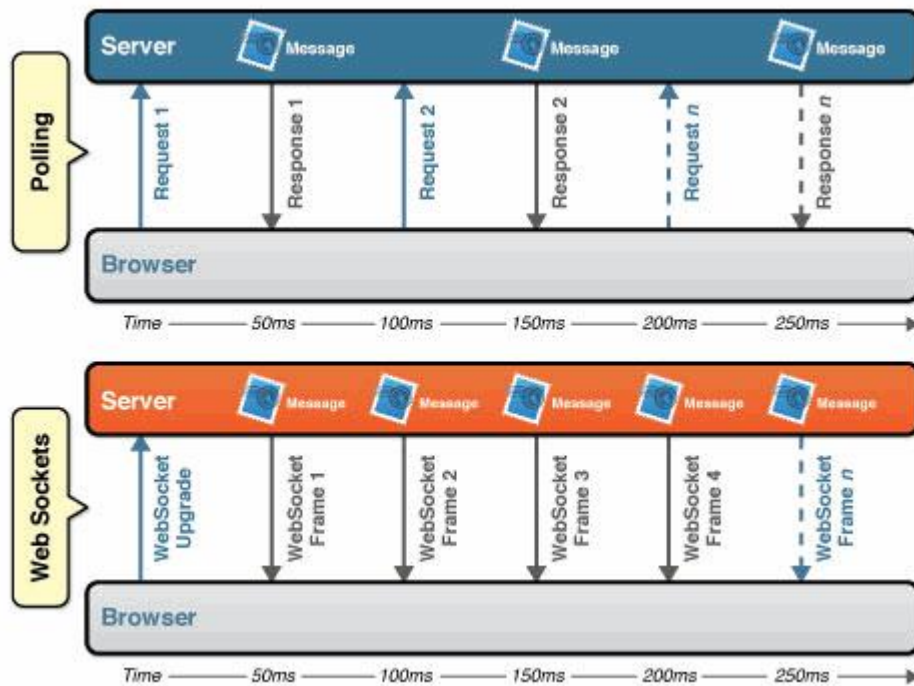 Polling
Server
Message
Message
Message
Request 1
Response 1
Request 2
Response 2
Request n
Response n
Browser
Time 50ms 100ms 150ms 200ms 250ms
Web Sockets
Server
Message
Message
Message
Message
Message
WebSocket
Upgrade
WebSocket
Frame 1
WebSocket
Frame 2
WebSocket
Frame 3
WebSocket
Frame 4
WebSocket
Frame n
Browser
Time 50ms 100ms 150ms 200ms 250ms